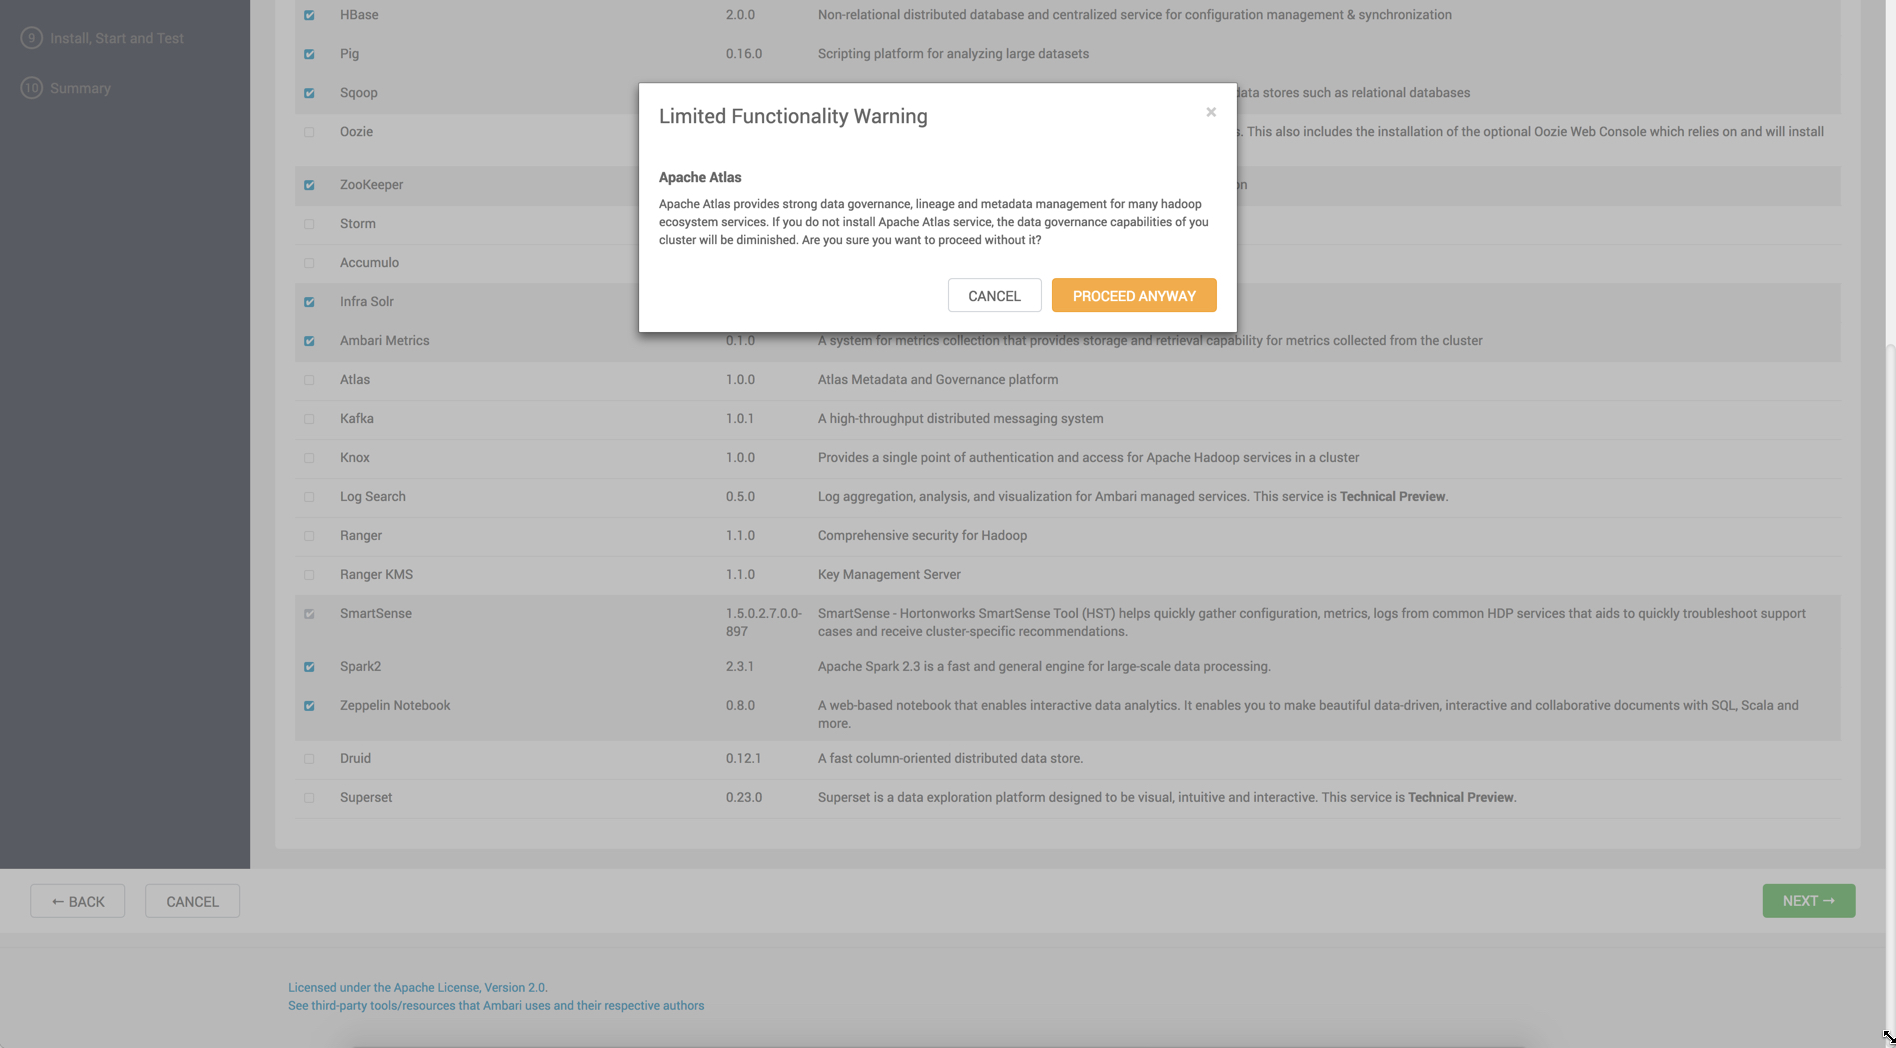 9 Install, Start and Test
10 Summary
HBase 2.0.0 Non-relational distributed database and centralized service for configuration management & synchronization
Pig 0.16.0 Scripting platform for analyzing large datasets
Sqoop data stores such as relational databases
Oozie s. This also includes the installation of the optional Oozie Web Console which relies on and will install
ZooKeeper on
Storm
Accumulo
Infra Solr
Limited Functionality Warning ×
Apache Atlas
Apache Atlas provides strong data governance, lineage and metadata management for many hadoop
ecosystem services. If you do not install Apache Atlas service, the data governance capabilities of you
cluster will be diminished. Are you sure you want to proceed without it?
CANCEL PROCEED ANYWAY
Ambari Metrics 0.1.0 A system for metrics collection that provides storage and retrieval capability for metrics collected from the cluster
Atlas 1.0.0 Atlas Metadata and Governance platform
Kafka 1.0.1 A high-throughput distributed messaging system
Knox 1.0.0 Provides a single point of authentication and access for Apache Hadoop services in a cluster
Log Search 0.5.0 Log aggregation, analysis, and visualization for Ambari managed services. This service is Technical Preview.
Ranger 1.1.0 Comprehensive security for Hadoop
Ranger KMS 1.1.0 Key Management Server
SmartSense 1.5.0.2.7.0.0- SmartSense - Hortonworks SmartSense Tool (HST) helps quickly gather configuration, metrics, logs from common HDP services that aids to quickly troubleshoot support
897 cases and receive cluster-specific recommendations.
Spark2 2.3.1 Apache Spark 2.3 is a fast and general engine for large-scale data processing.
Zeppelin Notebook 0.8.0 A web-based notebook that enables interactive data analytics. It enables you to make beautiful data-driven, interactive and collaborative documents with SQL, Scala and
more.
Druid 0.12.1 A fast column-oriented distributed data store.
Superset 0.23.0 Superset is a data exploration platform designed to be visual, intuitive and interactive. This service is Technical Preview.
← BACK CANCEL NEXT →
Licensed under the Apache License, Version 2.0.
See third-party tools/resources that Ambari uses and their respective authors